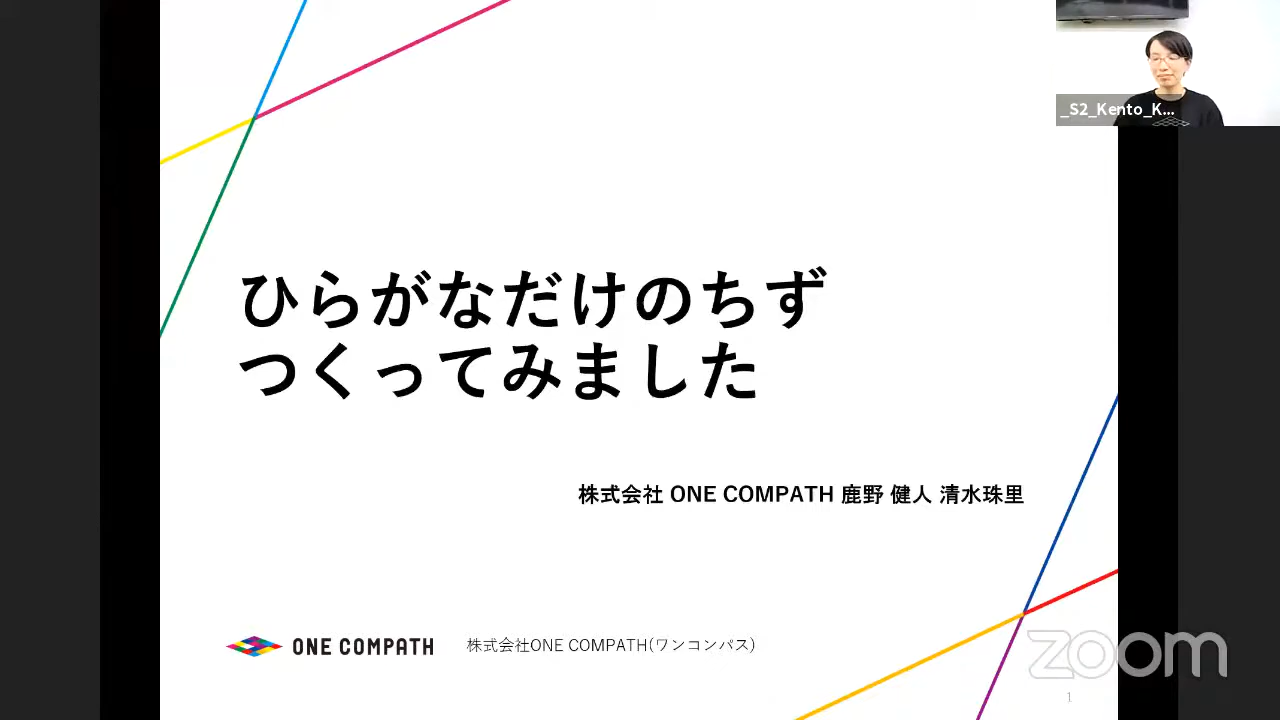 _S2_Kento_K...
ひらがなだけのちず
つくってみました
株式会社 ONE COMPATH 鹿野 健人 清水珠里
ONE COMPATH
株式会社ONE COMPATH(ワンコンパス)
zoom
1